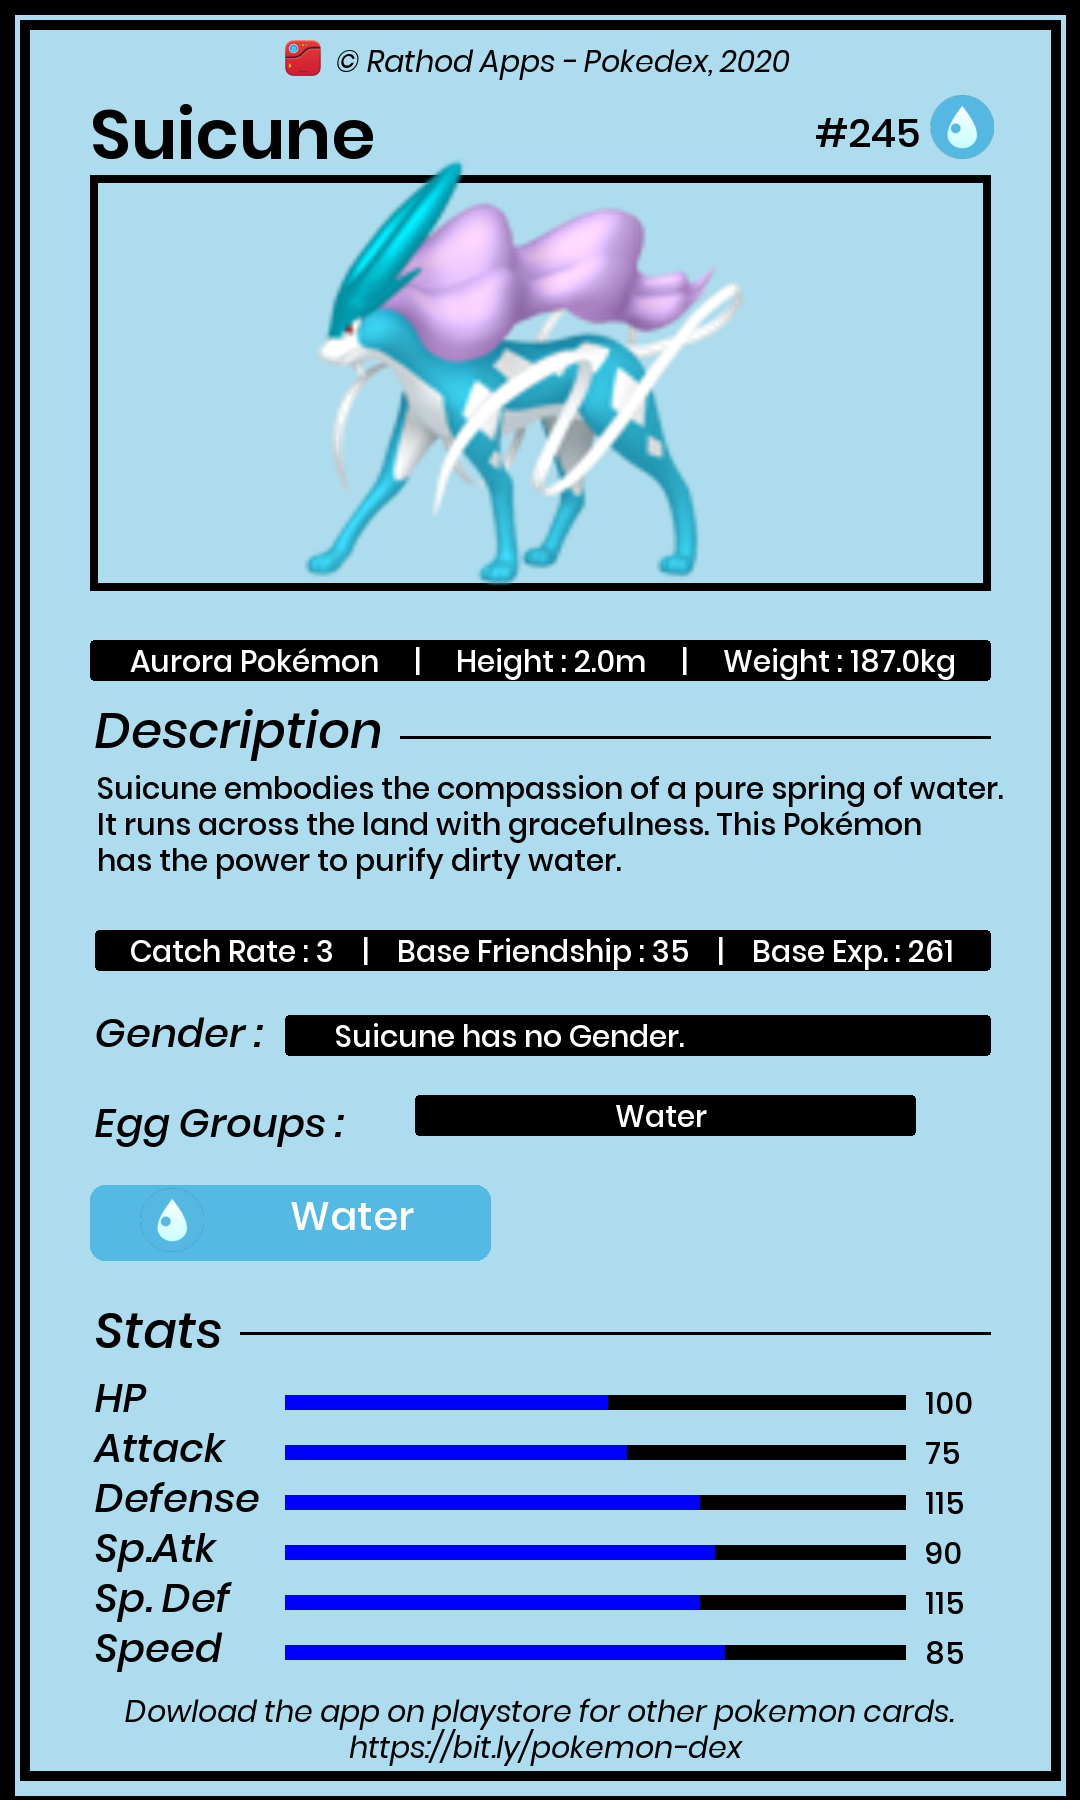 © Rathod Apps - Pokedex, 2020
Suicune #245
Aurora Pokémon | Height : 2.0m | Weight : 187.0kg
Description
Suicune embodies the compassion of a pure spring of water.
It runs across the land with gracefulness. This Pokémon
has the power to purify dirty water.
Catch Rate : 3 | Base Friendship : 35 | Base Exp. : 261
Gender : Suicune has no Gender.
Egg Groups : Water
Water
Stats
HP 100
Attack 75
Defense 115
Sp.Atk 90
Sp. Def 115
Speed 85
Dowload the app on playstore for other pokemon cards.
https://bit.ly/pokemon-dex